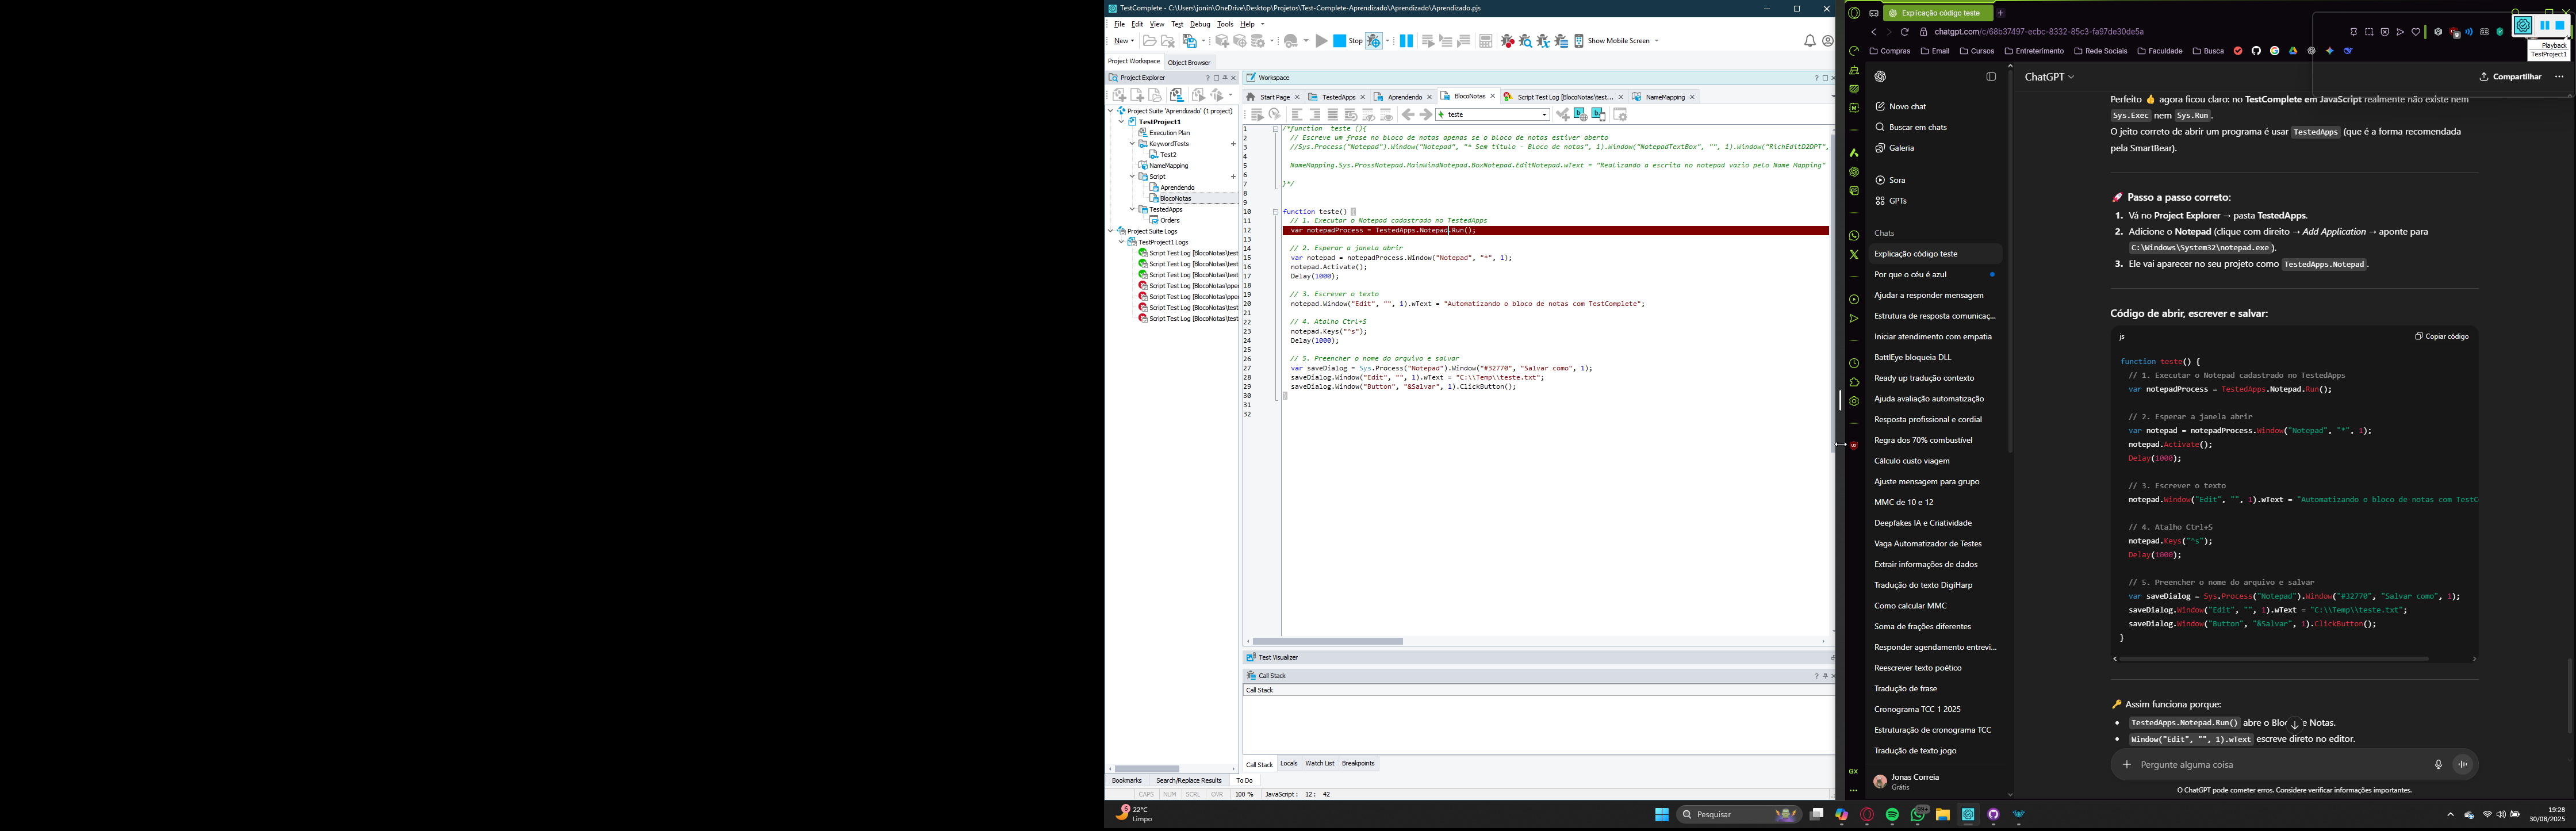 TestComplete - C:\Users\jonin\OneDrive\Desktop\Projetos\Test-Complete-Aprendizado\Aprendizado\Aprendizado.pjs
File Edit View Test Debug Tools Help
New
Stop
Show Mobile Screen
Project Workspace Object Browser
Project Explorer
Project Suite 'Aprendizado' (1 project)
TestProject1
Execution Plan
KeywordTests
Test2
NameMapping
Script
Aprendendo
BlocoNotas
TestedApps
Orders
Project Suite Logs
TestProject1 Logs
Script Test Log [BlocoNotas\test
Script Test Log [BlocoNotas\test
Script Test Log [BlocoNotas\test
Script Test Log [BlocoNotas\open
Script Test Log [BlocoNotas\open
Script Test Log [BlocoNotas\test
Script Test Log [BlocoNotas\test
Workspace
Start Page TestedApps Aprendendo BlocoNotas Script Test Log [BlocoNotas\test... NameMapping
teste
1 /*function teste (){
2 // Escreve um frase no bloco de notas apenas se o bloco de notas estiver aberto
3 //Sys.Process("Notepad").Window("Notepad", "* Sem título - Bloco de notas", 1).Window("NotepadTextBox", "", 1).Window("RichEditD2DPT",
4
5 NameMapping.Sys.ProssNotepad.MainWindNotepad.BoxNotepad.EditNotepad.wText = "Realizando a escrita no notepad vazio pelo Name Mapping"
6
7 }*/
8
9
10 function teste() {
11 // 1. Executar o Notepad cadastrado no TestedApps
12 var notepadProcess = TestedApps.Notepad.Run();
13
14 // 2. Esperar a janela abrir
15 var notepad = notepadProcess.Window("Notepad", "*", 1);
16 notepad.Activate();
17 Delay(1000);
18
19 // 3. Escrever o texto
20 notepad.Window("Edit", "", 1).wText = "Automatizando o bloco de notas com TestComplete";
21
22 // 4. Atalho Ctrl+S
23 notepad.Keys("^s");
24 Delay(1000);
25
26 // 5. Preencher o nome do arquivo e salvar
27 var saveDialog = Sys.Process("Notepad").Window("#32770", "Salvar como", 1);
28 saveDialog.Window("Edit", "", 1).wText = "C:\\Temp\\teste.txt";
29 saveDialog.Window("Button", "&Salvar", 1).ClickButton();
30 }
31
32
Test Visualizer
Call Stack
Call Stack
Call Stack Locals Watch List Breakpoints
Bookmarks Search/Replace Results To Do
CAPS NUM SCRL OVR 100 % JavaScript : 12 : 42
Explicação código teste
chatgpt.com/c/68b37497-ecbc-8332-85c3-fa97de30de5a
Compras Email Cursos Entreterimento Rede Sociais Faculdade Busca
Playback
TestProject1
Novo chat
Buscar em chats
Galeria
Sora
GPTs
Chats
Explicação código teste
Por que o céu é azul
Ajudar a responder mensagem
Estrutura de resposta comunicaç...
Iniciar atendimento com empatia
BattlEye bloqueia DLL
Ready up tradução contexto
Ajuda avaliação automatização
Resposta profissional e cordial
Regra dos 70% combustível
Cálculo custo viagem
Ajuste mensagem para grupo
MMC de 10 e 12
Deepfakes IA e Criatividade
Vaga Automatizador de Testes
Extrair informações de dados
Tradução do texto DigiHarp
Como calcular MMC
Soma de frações diferentes
Responder agendamento entrevi...
Reescrever texto poético
Tradução de frase
Cronograma TCC 1 2025
Estruturação de cronograma TCC
Tradução de texto jogo
Jonas Correia
Grátis
ChatGPT
Compartilhar
Perfeito 👍 agora ficou claro: no TestComplete em JavaScript realmente não existe nem
Sys.Exec nem Sys.Run.
O jeito correto de abrir um programa é usar TestedApps (que é a forma recomendada
pela SmartBear).
🚀 Passo a passo correto:
1. Vá no Project Explorer → pasta TestedApps.
2. Adicione o Notepad (clique com direito → Add Application → aponte para
C:\Windows\System32\notepad.exe).
3. Ele vai aparecer no seu projeto como TestedApps.Notepad.
Código de abrir, escrever e salvar:
js
Copiar código
function teste() {
// 1. Executar o Notepad cadastrado no TestedApps
var notepadProcess = TestedApps.Notepad.Run();
// 2. Esperar a janela abrir
var notepad = notepadProcess.Window("Notepad", "*", 1);
notepad.Activate();
Delay(1000);
// 3. Escrever o texto
notepad.Window("Edit", "", 1).wText = "Automatizando o bloco de notas com TestC
// 4. Atalho Ctrl+S
notepad.Keys("^s");
Delay(1000);
// 5. Preencher o nome do arquivo e salvar
var saveDialog = Sys.Process("Notepad").Window("#32770", "Salvar como", 1);
saveDialog.Window("Edit", "", 1).wText = "C:\\Temp\\teste.txt";
saveDialog.Window("Button", "&Salvar", 1).ClickButton();
}
🔑 Assim funciona porque:
• TestedApps.Notepad.Run() abre o Bloc e Notas.
• Window("Edit", "", 1).wText escreve direto no editor.
Pergunte alguma coisa
O ChatGPT pode cometer erros. Considere verificar informações importantes.
GX
22°C
Limpo
Pesquisar
99+
19:28
30/08/2025